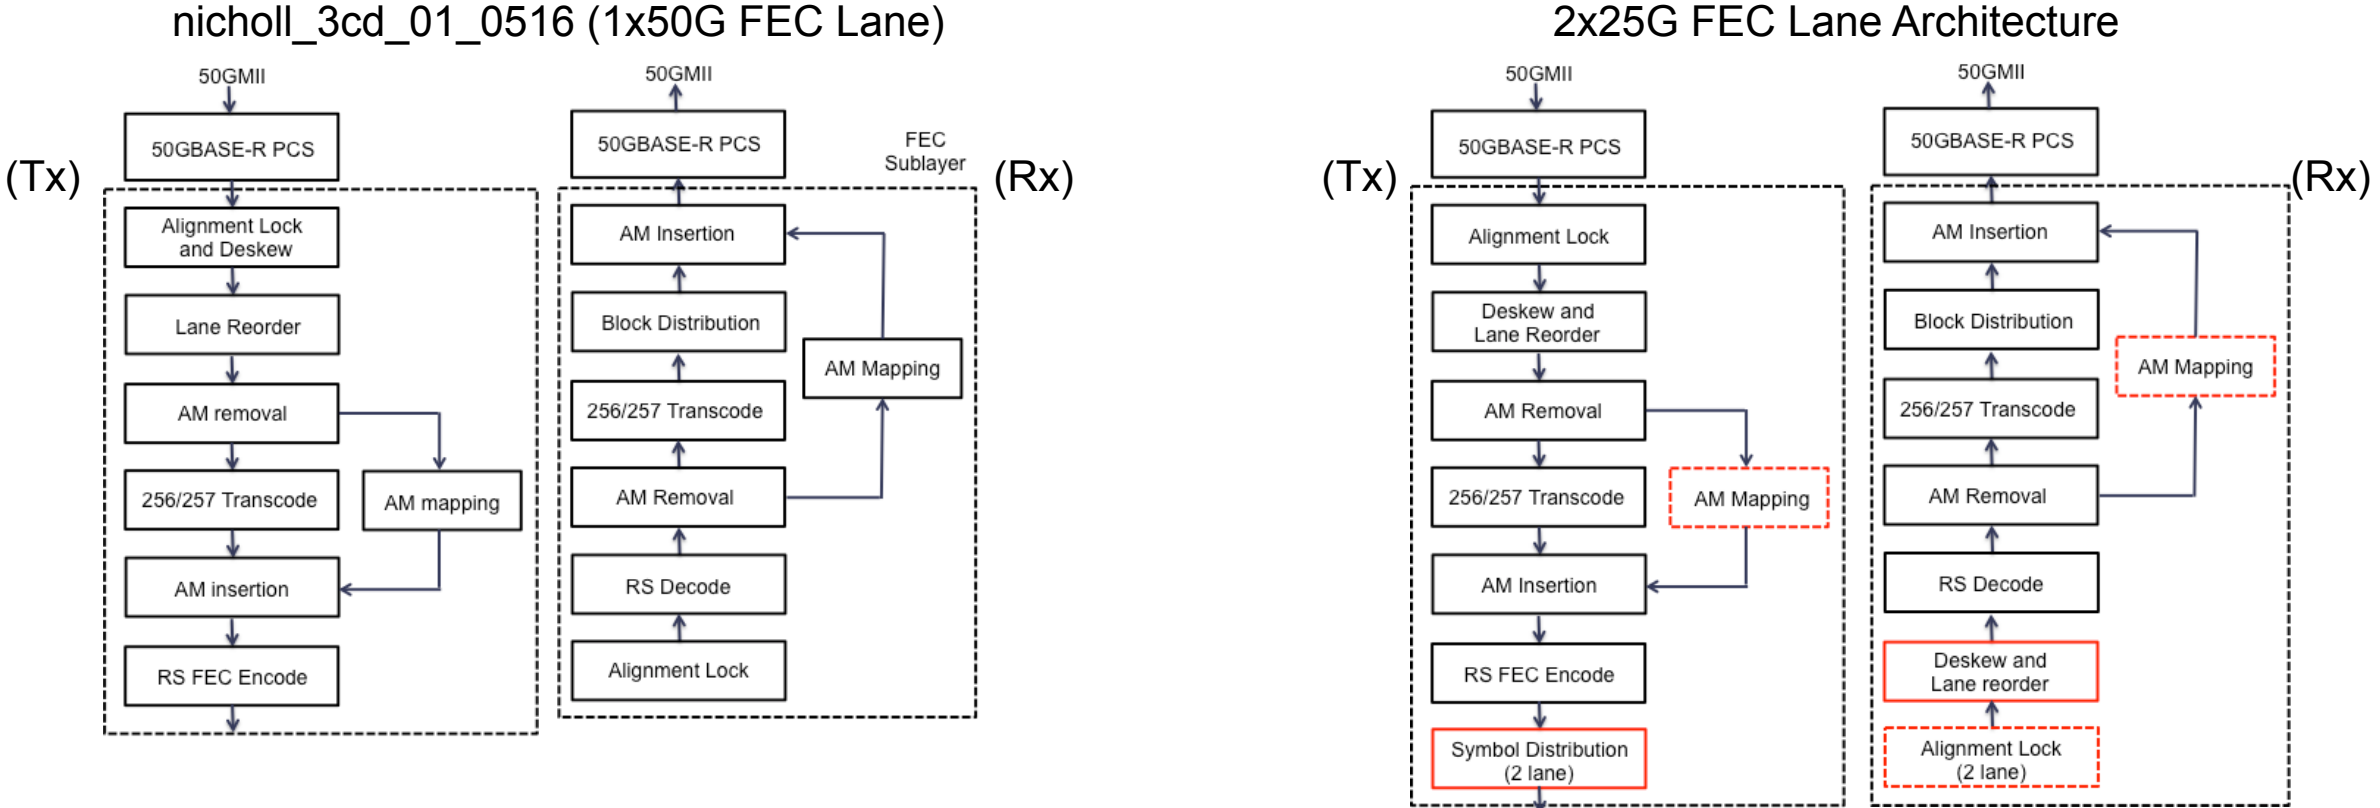 nicholl_3cd_01_0516 (1x50G FEC Lane)
(Tx)
50GMII
50GBASE-R PCS
Alignment Lock
and Deskew
Lane Reorder
AM removal
256/257 Transcode
AM mapping
AM insertion
RS FEC Encode
50GMII
50GBASE-R PCS
FEC
Sublayer
(Rx)
AM Insertion
Block Distribution
AM Mapping
256/257 Transcode
AM Removal
RS Decode
Alignment Lock
2x25G FEC Lane Architecture
(Tx)
50GMII
50GBASE-R PCS
Alignment Lock
Deskew and
Lane Reorder
AM Removal
256/257 Transcode
AM Mapping
AM Insertion
RS FEC Encode
Symbol Distribution
(2 lane)
50GMII
50GBASE-R PCS
(Rx)
AM Insertion
Block Distribution
AM Mapping
256/257 Transcode
AM Removal
RS Decode
Deskew and
Lane reorder
Alignment Lock
(2 lane)